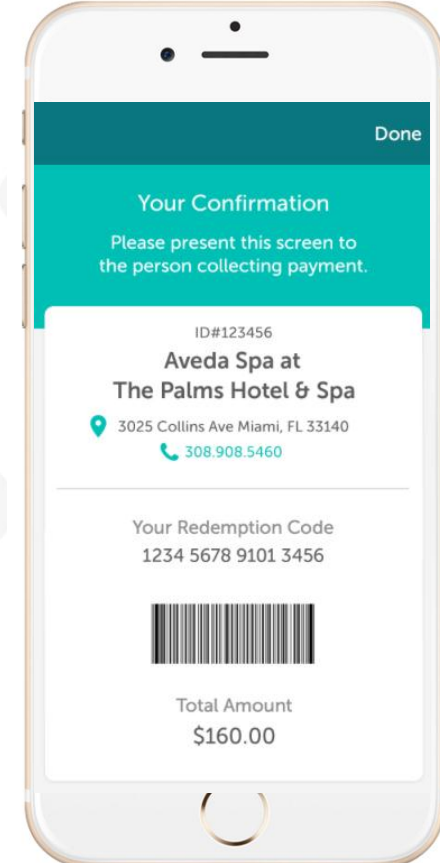 Done
Your Confirmation
Please present this screen to
the person collecting payment.
ID#123456
Aveda Spa at
The Palms Hotel & Spa
3025 Collins Ave Miami, FL 33140
308.908.5460
Your Redemption Code
1234 5678 9101 3456
Total Amount
$160.00